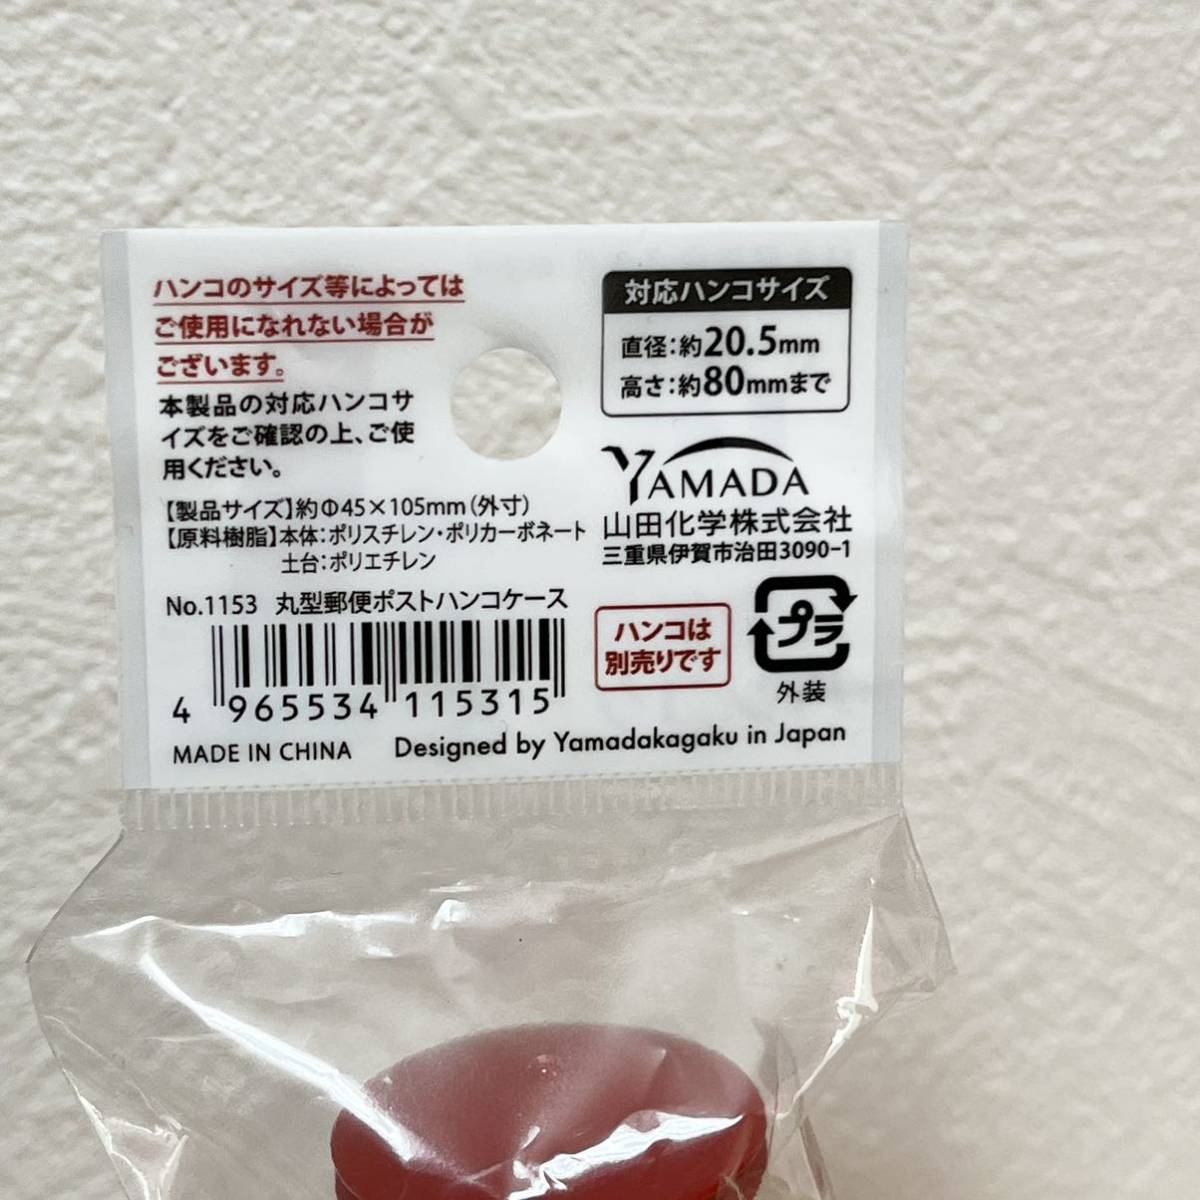 ハンコのサイズ等によっては
ご使用になれない場合が
ございます。
本製品の対応ハンコサ
イズをご確認の上、ご使
用ください。
対応ハンコサイズ
直径：約20.5mm
高さ：約80mmまで
YAMADA
山田化学株式会社
三重県伊賀市治田3090-1
【製品サイズ】約Φ45×105mm（外寸）
【原料樹脂】本体：ポリスチレン・ポリカーボネート
土台：ポリエチレン
No.1153 丸型郵便ポストハンコケース
4 965534 115315
ハンコは
別売りです
プラ
外装
MADE IN CHINA Designed by Yamadakagaku in Japan